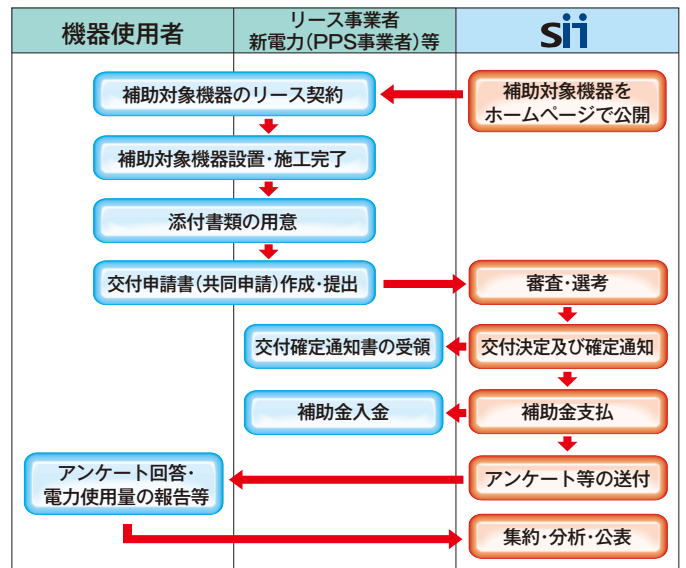 機器使用者
リース事業者
新電力(PPS事業者)等
sii
補助対象機器のリース契約
補助対象機器を
ホームページで公開
補助対象機器設置・施工完了
添付書類の用意
交付申請書(共同申請)作成・提出
審査・選考
交付確定通知書の受領
交付決定及び確定通知
補助金入金
補助金支払
アンケート回答・
電力使用量の報告等
アンケート等の送付
集約・分析・公表